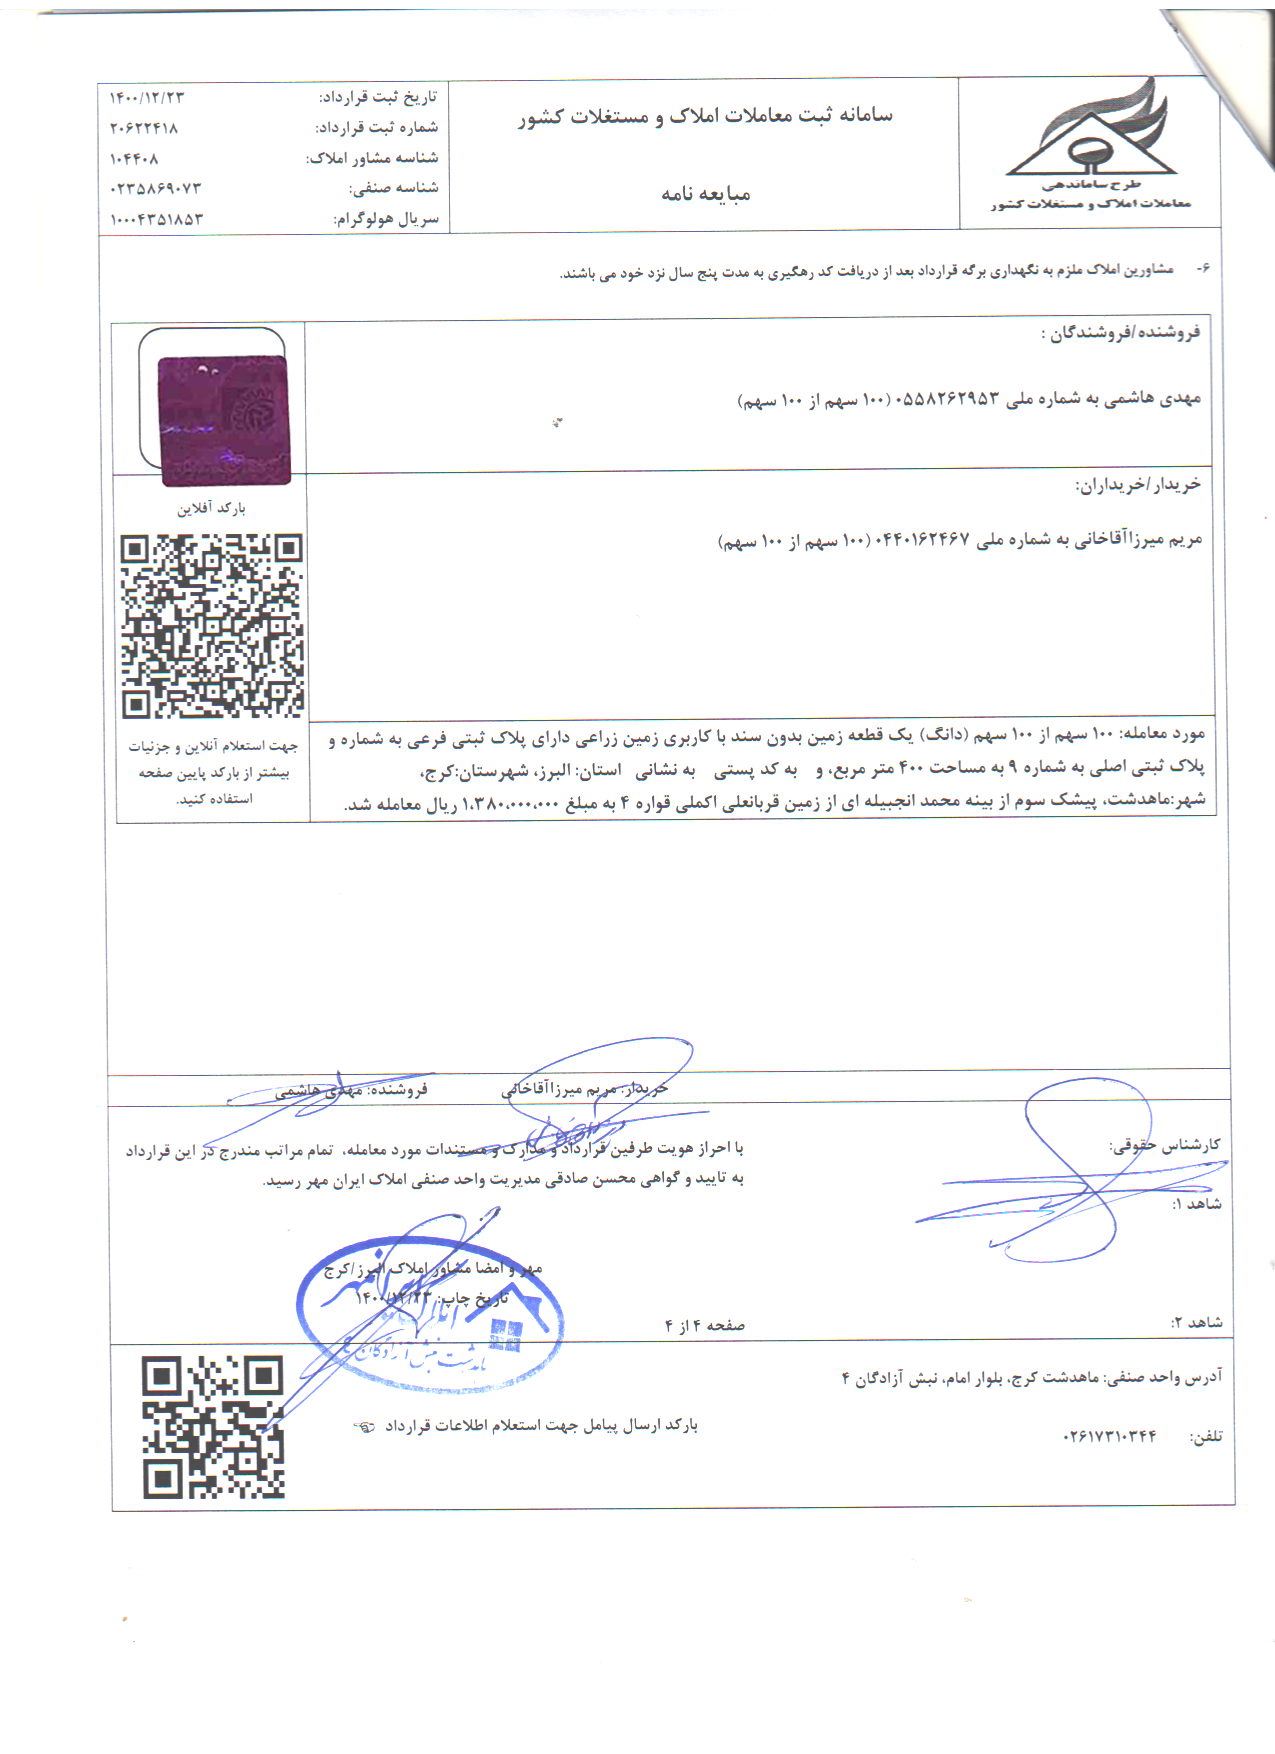 طرح ساماندهی
معاملات املاک و مستغلات کشور
سامانه ثبت معاملات املاک و مستغلات کشور
مبایعه نامه
تاریخ ثبت قرارداد: ۱۴۰۰/۱۲/۲۳
شماره ثبت قرارداد: ۲۰۶۲۲۴۱۸
شناسه مشاور املاک: ۱۰۴۴۰۸
شناسه صنفی: ۰۲۳۵۸۶۹۰۷۳
سریال هولوگرام: ۱۰۰۰۴۳۵۱۸۵۳
۶- مشاورین املاک ملزم به نگهداری برگه قرارداد بعد از دریافت کد رهگیری به مدت پنج سال نزد خود می باشند.
فروشنده/فروشندگان :
مهدی هاشمی به شماره ملی ۰۵۵۸۲۶۲۹۵۳ (۱۰۰ سهم از ۱۰۰ سهم)
خریدار/خریداران:
مریم میرزاآقاخانی به شماره ملی ۰۴۴۰۱۶۲۴۶۷ (۱۰۰ سهم از ۱۰۰ سهم)
بارکد آفلاین
جهت استعلام آنلاین و جزئیات
بیشتر از بارکد پایین صفحه
استفاده کنید.
مورد معامله: ۱۰۰ سهم از ۱۰۰ سهم (دانگ) یک قطعه زمین بدون سند با کاربری زمین زراعی دارای پلاک ثبتی فرعی به شماره و
پلاک ثبتی اصلی به شماره ۹ به مساحت ۴۰۰ متر مربع، و به کد پستی به نشانی استان: البرز، شهرستان:کرج،
شهر:ماهدشت، پیشک سوم از بینه محمد انجبیله ای از زمین قربانعلی اکملی قواره ۴ به مبلغ ۱،۳۸۰،۰۰۰،۰۰۰ ریال معامله شد.
خریدار: مریم میرزاآقاخانی
فروشنده: مهدی هاشمی
کارشناس حقوقی:
شاهد ۱:
شاهد ۲:
با احراز هویت طرفین قرارداد و مدارک و مستندات مورد معامله، تمام مراتب مندرج در این قرارداد
به تایید و گواهی محسن صادقی مدیریت واحد صنفی املاک ایران مهر رسید.
مهر و امضا مشاور املاک البرز/کرج
تاریخ چاپ: ۱۴۰۰/۱۲/۲۳
صفحه ۴ از ۴
آدرس واحد صنفی: ماهدشت کرج، بلوار امام، نبش آزادگان ۴
تلفن: ۰۲۶۱۷۳۱۰۳۴۴
بارکد ارسال پیامل جهت استعلام اطلاعات قرارداد